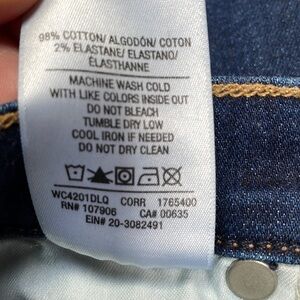 98% COTTON/ ALGODÓN/ COTON
2% ELASTANE/ ELASTANO/
ÉLASTHANNE
MACHINE WASH COLD
WITH LIKE COLORS INSIDE OUT
DO NOT BLEACH
TUMBLE DRY LOW
COOL IRON IF NEEDED
DO NOT DRY CLEAN
WC4201DLQ CORR 1765400
RN# 107906 CA# 00635
EIN# 20-3082491